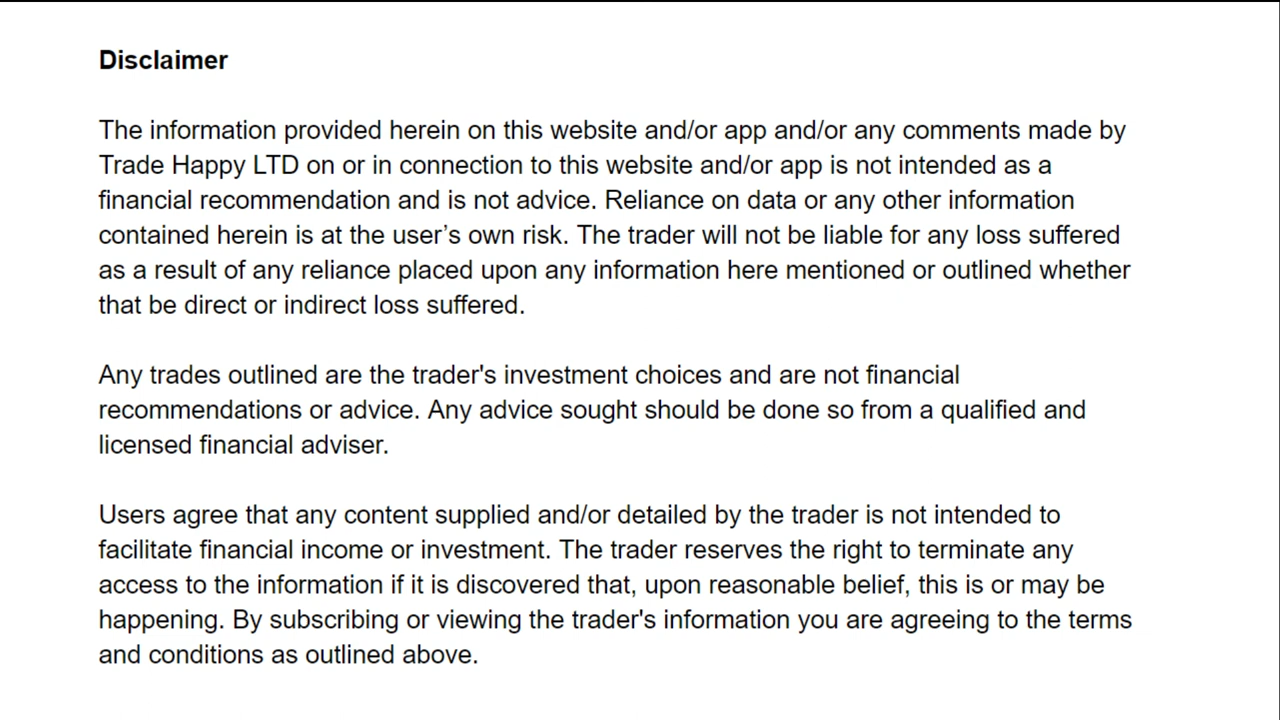 Disclaimer
The information provided herein on this website and/or app and/or any comments made by
Trade Happy LTD on or in connection to this website and/or app is not intended as a
financial recommendation and is not advice. Reliance on data or any other information
contained herein is at the user’s own risk. The trader will not be liable for any loss suffered
as a result of any reliance placed upon any information here mentioned or outlined whether
that be direct or indirect loss suffered.
Any trades outlined are the trader's investment choices and are not financial
recommendations or advice. Any advice sought should be done so from a qualified and
licensed financial adviser.
Users agree that any content supplied and/or detailed by the trader is not intended to
facilitate financial income or investment. The trader reserves the right to terminate any
access to the information if it is discovered that, upon reasonable belief, this is or may be
happening. By subscribing or viewing the trader's information you are agreeing to the terms
and conditions as outlined above.